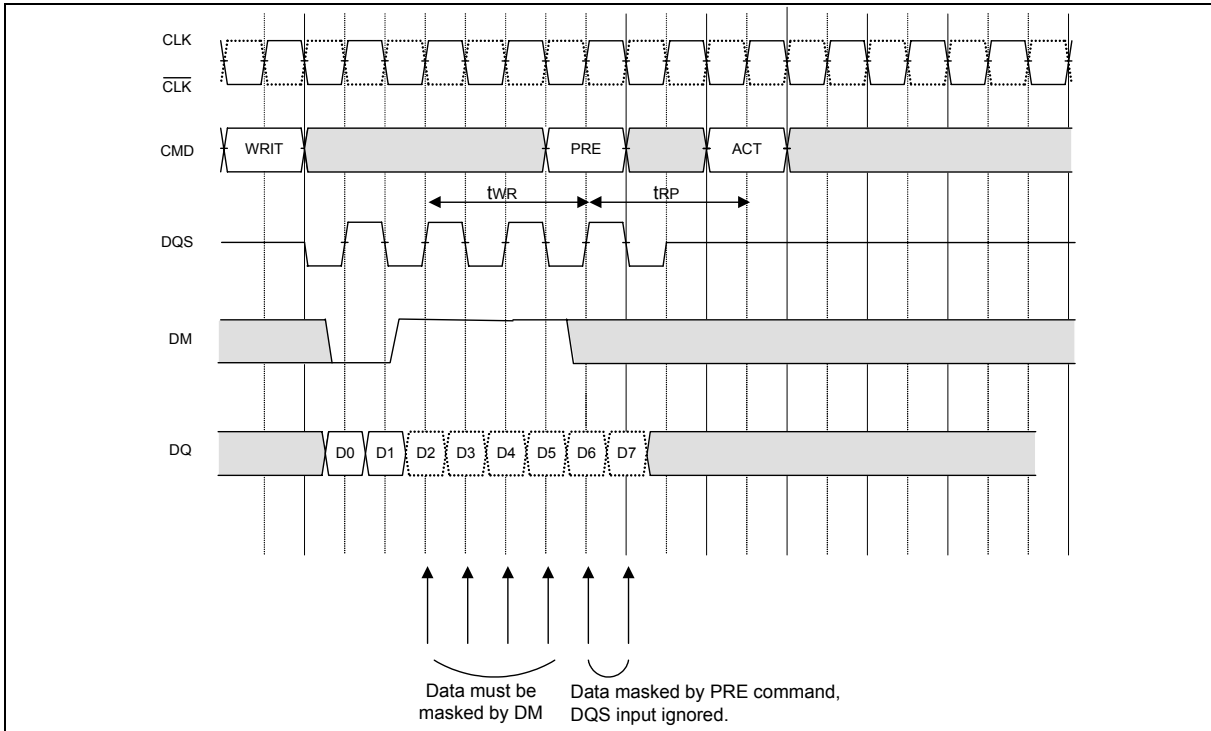 CLK
CLK
CMD
WRIT
PRE
ACT
tWR
tRP
DQS
DM
DQ
D0
D1
D2
D3
D4
D5
D6
D7
Data must be
masked by DM
Data masked by PRE command,
DQS input ignored.